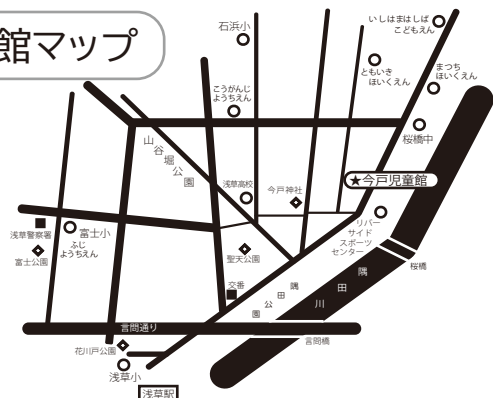 館マップ
石浜小
いしはまはしば
こどもえん
ともいき
ほいくえん
まつち
ほいくえん
こうがんじ
ようちえん
桜橋中
山谷堀公園
★今戸児童館
浅草高校
今戸神社
リバー
サイド
スポーツ
センター
浅草警察署
富士小
ふじ
ようちえん
富士公園
聖天公園
桜橋
交番
隅田公園
隅田川
言問通り
言問橋
花川戸公園
浅草小
浅草駅